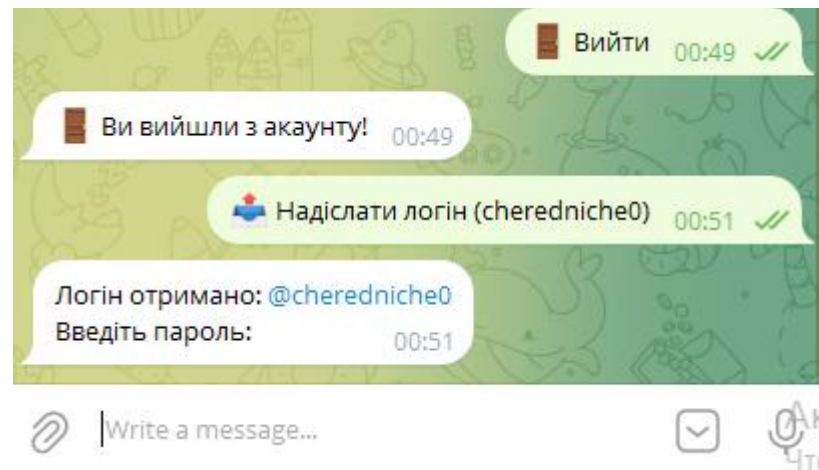 🚪 Вийти 00:49
🚪 Ви вийшли з акаунту! 00:49
📤 Надіслати логін (cheredniche0) 00:51
Логін отримано: @cheredniche0
Введіть пароль: 00:51
Write a message...